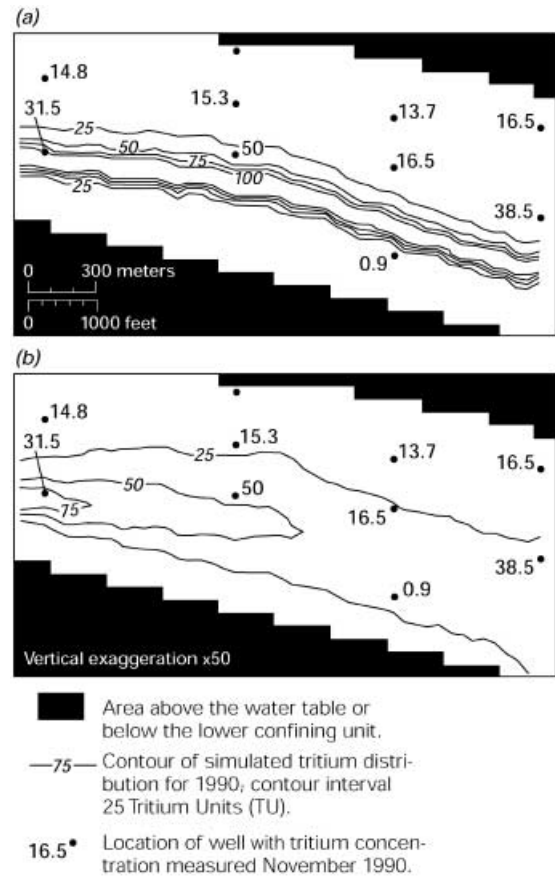 (a)
14.8
15.3
13.7
16.5
31.5
25
50
75
100
50
16.5
25
38.5
0.9
0 300 meters
0 1000 feet
(b)
14.8
15.3
13.7
16.5
31.5
25
50
75
50
16.5
38.5
0.9
Vertical exaggeration x50
Area above the water table or
below the lower confining unit.
75 Contour of simulated tritium distri-
bution for 1990, contour interval
25 Tritium Units (TU).
16.5 Location of well with tritium concen-
tration measured November 1990.